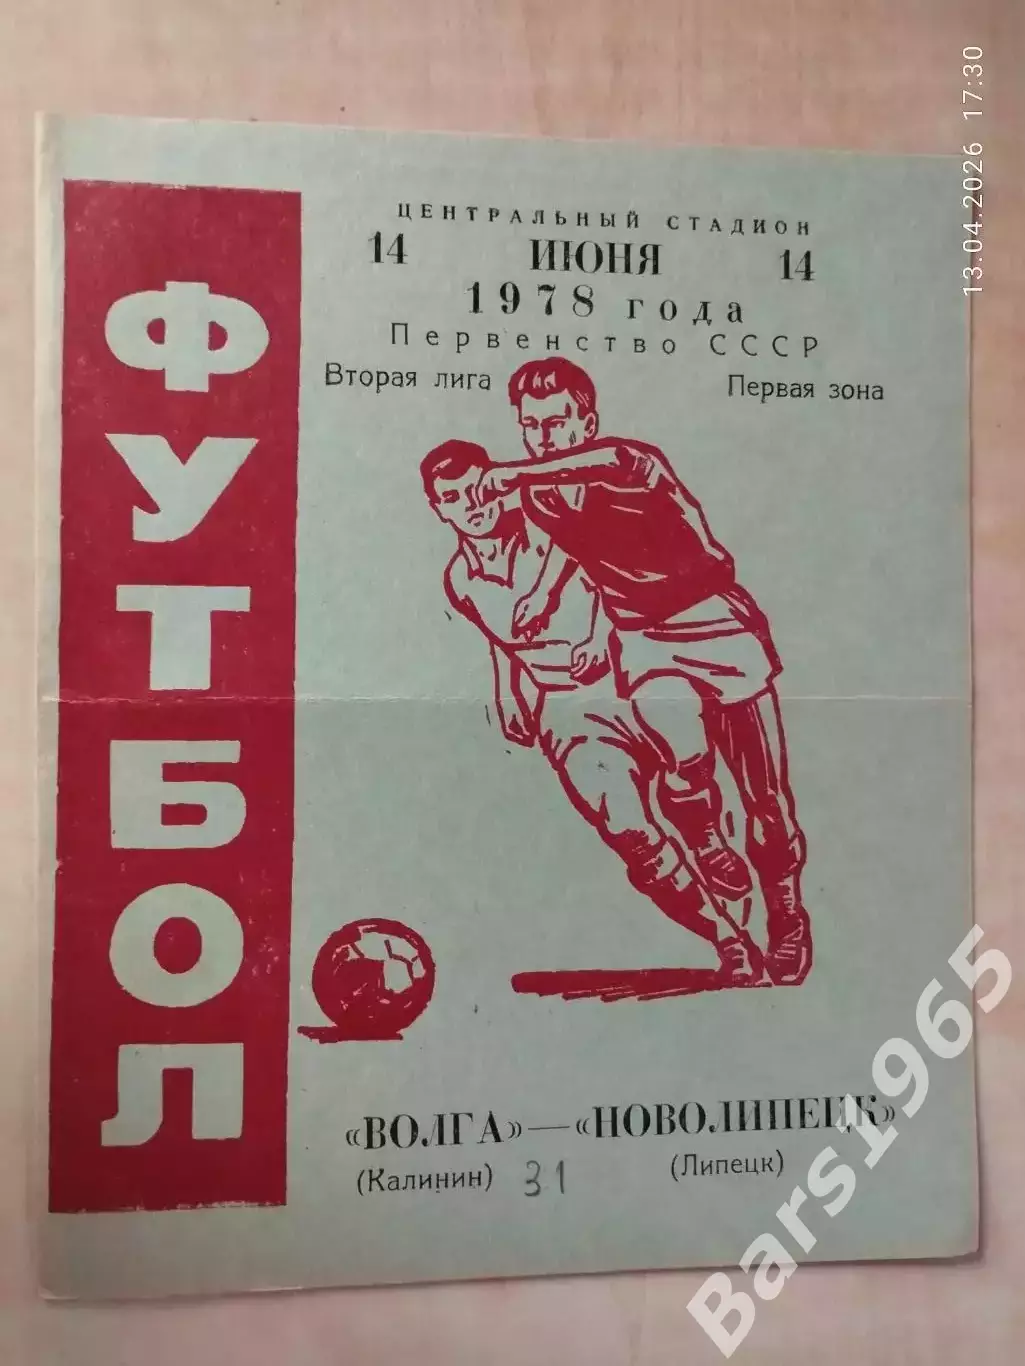 13.04.2026 17:30
ФУТБОЛ
ЦЕНТРАЛЬНЫЙ СТАДИОН
14 ИЮНЯ 14
1978 года
Первенство СССР
Вторая лига Первая зона
«ВОЛГА» — «НОВОЛИПЕЦК»
(Калинин) 31 (Липецк)
Bars1965